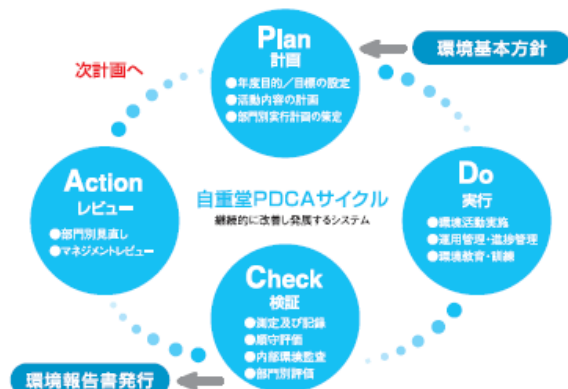 Plan
計画
●年度目的／目標の設定
●活動内容の計画
●部門別実行計画の策定
環境基本方針
次計画へ
Do
実行
●環境活動実施
●運用管理・進捗管理
●環境教育・訓練
Action
レビュー
●部門別見直し
●マネジメントレビュー
自重堂PDCAサイクル
継続的に改善し発展するシステム
Check
検証
●測定及び記録
●順守評価
●内部環境監査
●部門別評価
環境報告書発行